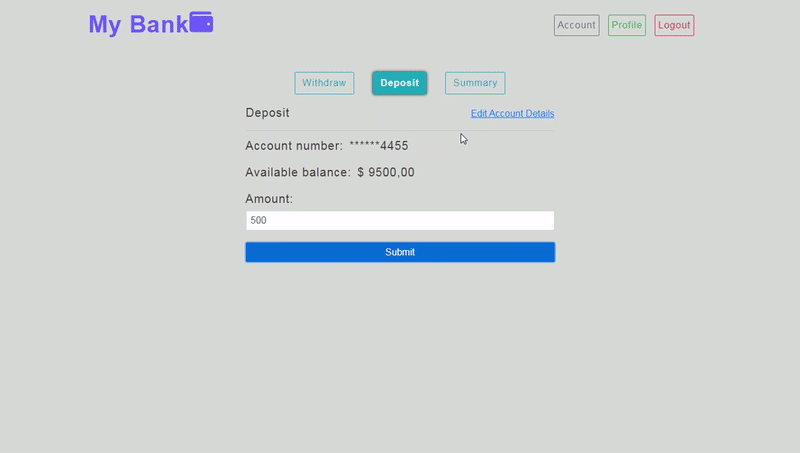 My Bank
Account Profile Logout
Withdraw Deposit Summary
Deposit Edit Account Details
Account number: ******4455
Available balance: $ 9500,00
Amount:
500
Submit